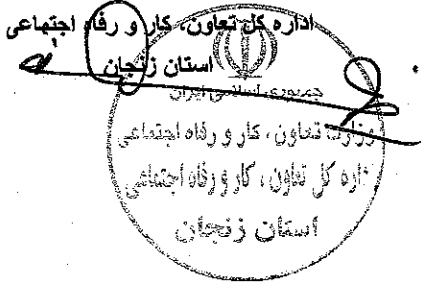 اداره کل تعاون، کار و رفاه اجتماعی
استان زنجان
جمهوری اسلامی ایران
وزارت تعاون، کار و رفاه اجتماعی
اداره کل تعاون، کار و رفاه اجتماعی
استان زنجان